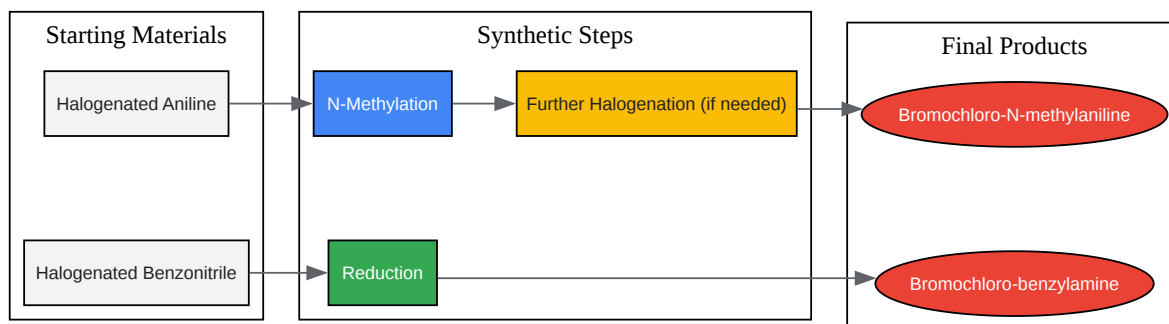 Starting Materials
Synthetic Steps
Final Products
Halogenated Aniline
N-Methylation
Further Halogenation (if needed)
Bromochloro-N-methylaniline
Halogenated Benzonitrile
Reduction
Bromochloro-benzylamine